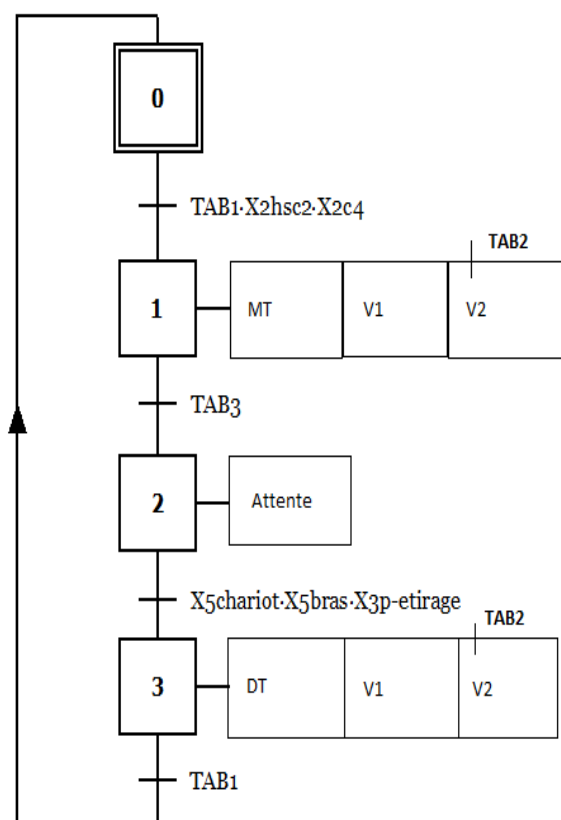 0
TAB1·X2hsc2·X2c4
TAB2
1 MT V1 V2
TAB3
2 Attente
X5chariot·X5bras·X3p-etirage
TAB2
3 DT V1 V2
TAB1